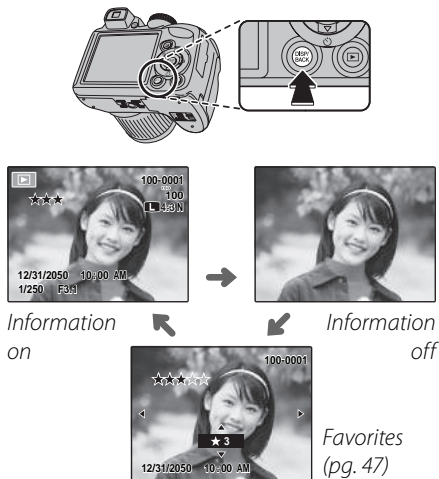 DISP/
BACK
100-0001
ISO
100
L 4:3 N
12/31/2050 10:00 AM
1/250 F3.1
Information
on
Information
off
100-0001
★ 3
12/31/2050 10:00 AM
Favorites
(pg. 47)